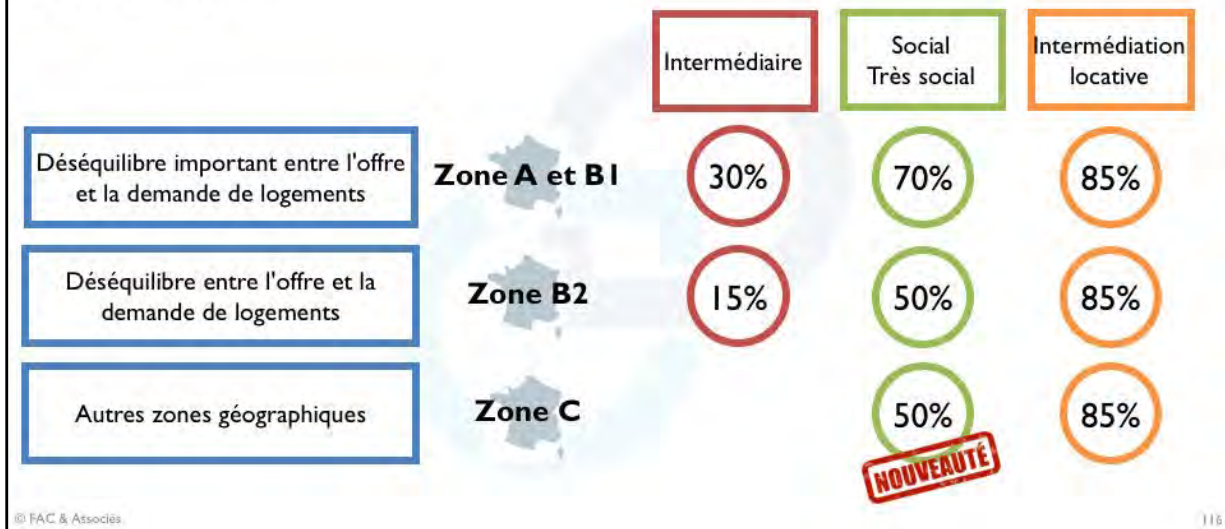 Intermédiaire
Social
Très social
Intermédiation
locative
Déséquilibre important entre l'offre
et la demande de logements
Zone A et B1
30%
70%
85%
Déséquilibre entre l'offre et la
demande de logements
Zone B2
15%
50%
85%
Autres zones géographiques
Zone C
50%
85%
NOUVEAUTÉ
© FAC & Associés
116